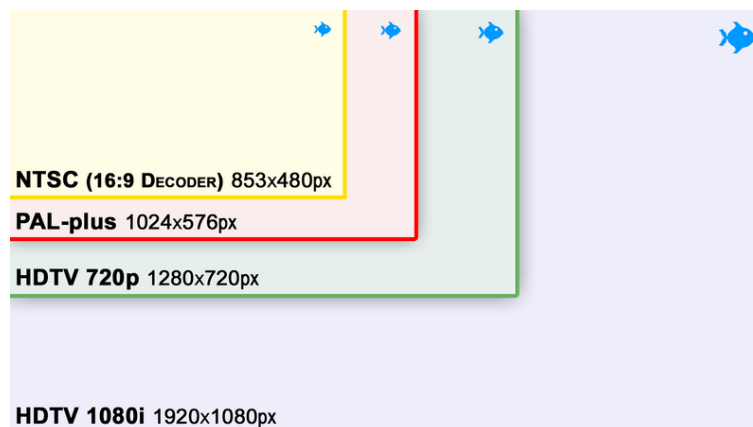 NTSC (16:9 DECODER) 853x480px
PAL-plus 1024x576px
HDTV 720p 1280x720px
HDTV 1080i 1920x1080px